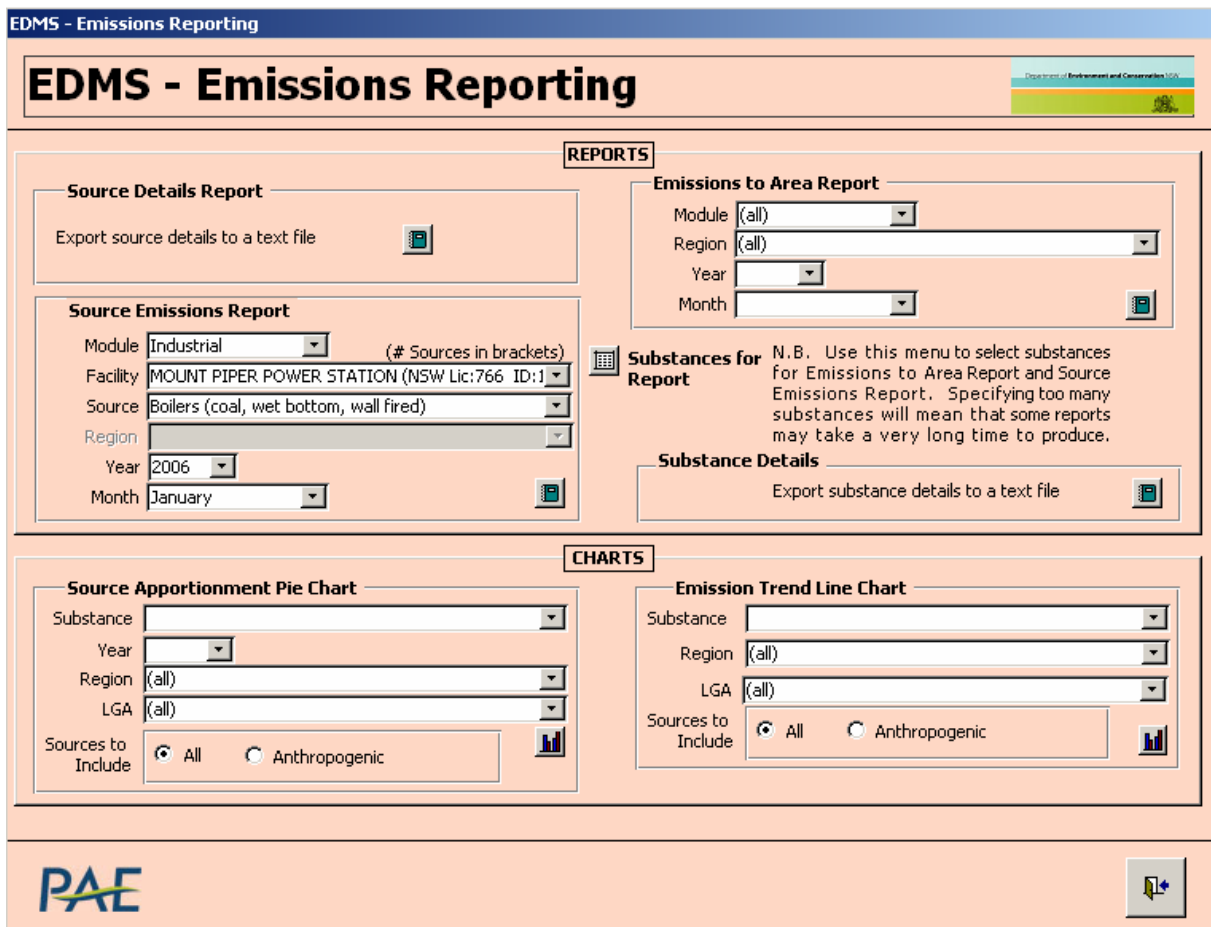 EDMS - Emissions Reporting
EDMS - Emissions Reporting
Department of Environment and Conservation NSW
REPORTS
Source Details Report
Export source details to a text file
Emissions to Area Report
Module (all)
Region (all)
Year
Month
Source Emissions Report
Module Industrial
(# Sources in brackets)
Facility MOUNT PIPER POWER STATION (NSW Lic:766 ID:1
Source Boilers (coal, wet bottom, wall fired)
Region
Year 2006
Month January
Substances for
Report
N.B. Use this menu to select substances
for Emissions to Area Report and Source
Emissions Report. Specifying too many
substances will mean that some reports
may take a very long time to produce.
Substance Details
Export substance details to a text file
CHARTS
Source Apportionment Pie Chart
Substance
Year
Region (all)
LGA (all)
Sources to
Include
All
Anthropogenic
Emission Trend Line Chart
Substance
Region (all)
LGA (all)
Sources to
Include
All
Anthropogenic
PAE